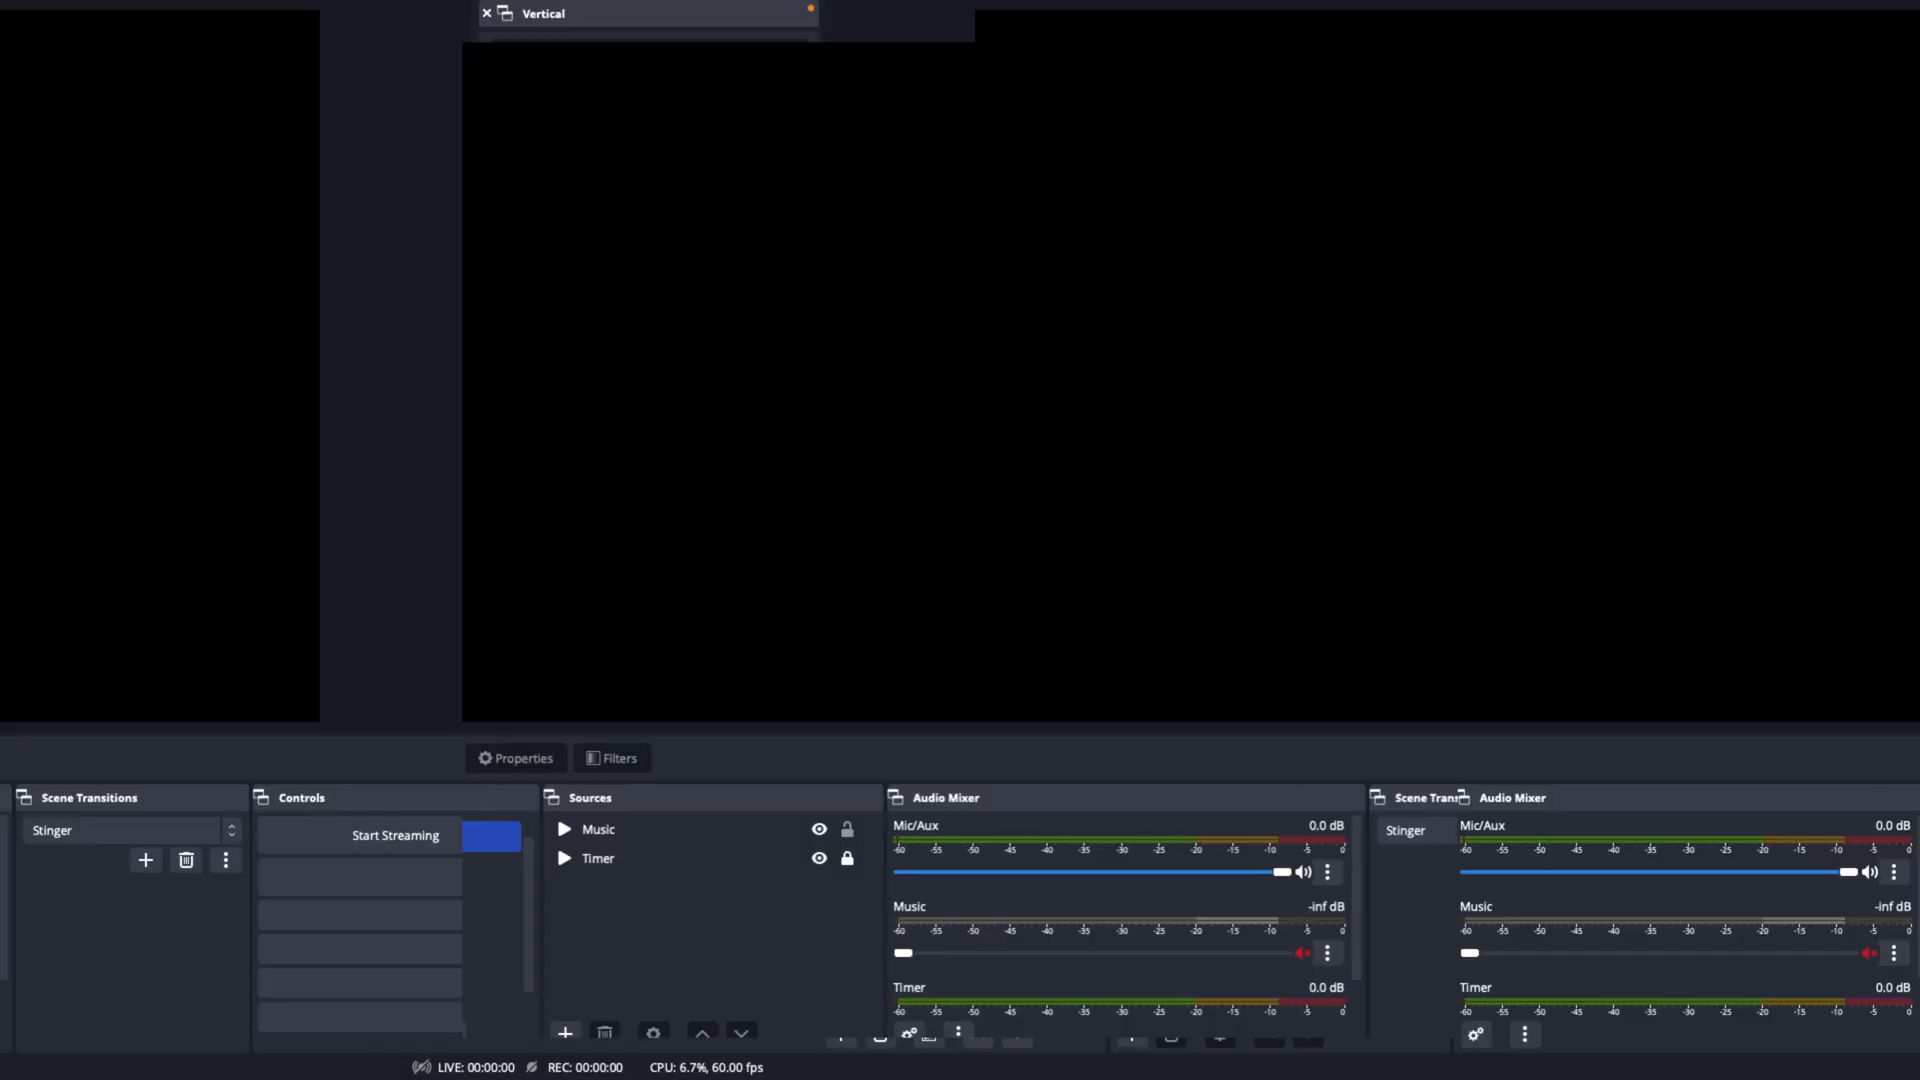 Vertical
Properties
Filters
Scene Transitions
Controls
Sources
Audio Mixer
Scene Trans
Audio Mixer
Stinger
Start Streaming
Music
Timer
Mic/Aux
0.0 dB
-60 -55 -50 -45 -40 -35 -30 -25 -20 -15 -10 -5 0
Music
-inf dB
-60 -55 -50 -45 -40 -35 -30 -25 -20 -15 -10 -5 0
Timer
0.0 dB
-60 -55 -50 -45 -40 -35 -30 -25 -20 -15 -10 -5 0
Stinger
Mic/Aux
0.0 dB
-60 -55 -50 -45 -40 -35 -30 -25 -20 -15 -10 -5 0
Music
-inf dB
-60 -55 -50 -45 -40 -35 -30 -25 -20 -15 -10 -5 0
Timer
0.0 dB
-60 -55 -50 -45 -40 -35 -30 -25 -20 -15 -10 -5 0
LIVE: 00:00:00
REC: 00:00:00
CPU: 6.7%, 60.00 fps